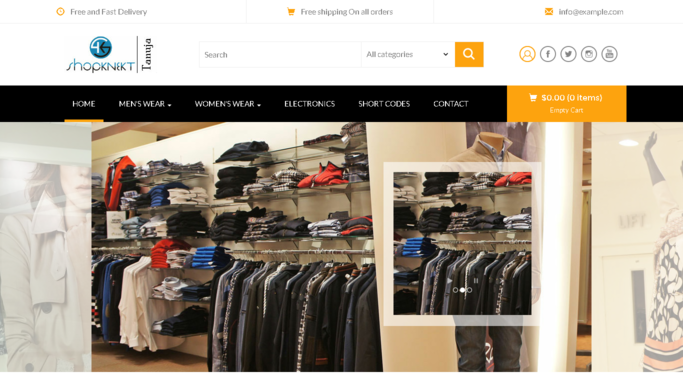 Free and Fast Delivery
Free shipping On all orders
info@example.com
ShopKNEKT
Tanuja
Search
All categories
HOME
MEN'S WEAR
WOMEN'S WEAR
ELECTRONICS
SHORT CODES
CONTACT
$0.00 (0 items)
Empty Cart
LIFT